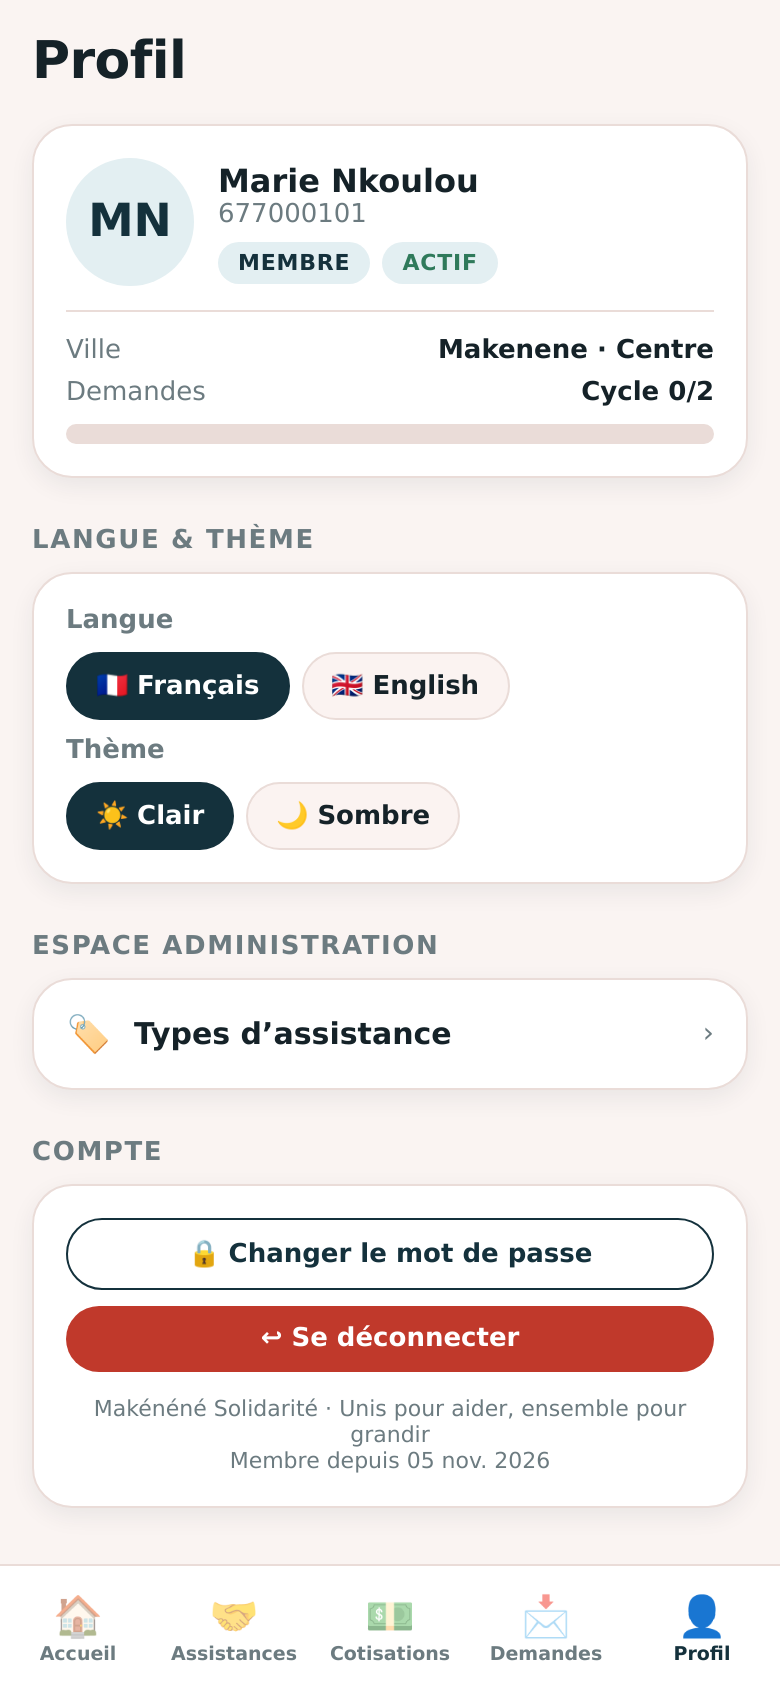 Profil
MN
Marie Nkoulou
677000101
MEMBRE ACTIF
Ville Makenene · Centre
Demandes Cycle 0/2
LANGUE & THÈME
Langue
🇫🇷 Français 🇬🇧 English
Thème
☀️ Clair 🌙 Sombre
ESPACE ADMINISTRATION
🏷️ Types d’assistance ›
COMPTE
🔒 Changer le mot de passe
↩ Se déconnecter
Makénéné Solidarité · Unis pour aider, ensemble pour
grandir
Membre depuis 05 nov. 2026
Accueil Assistances Cotisations Demandes Profil